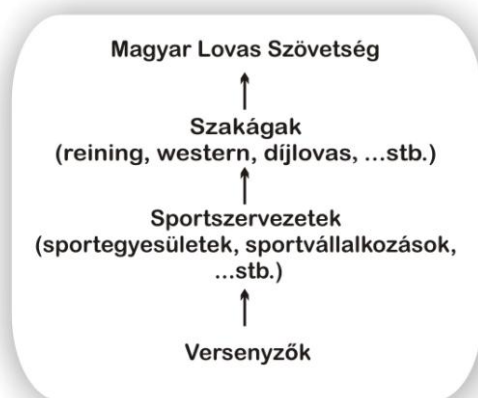 Magyar Lovas Szövetség
Szakágak
(reining, western, díjlovas, ...stb.)
Sportszervezetek
(sportegyesületek, sportvállalkozások,
...stb.)
Versenyzők